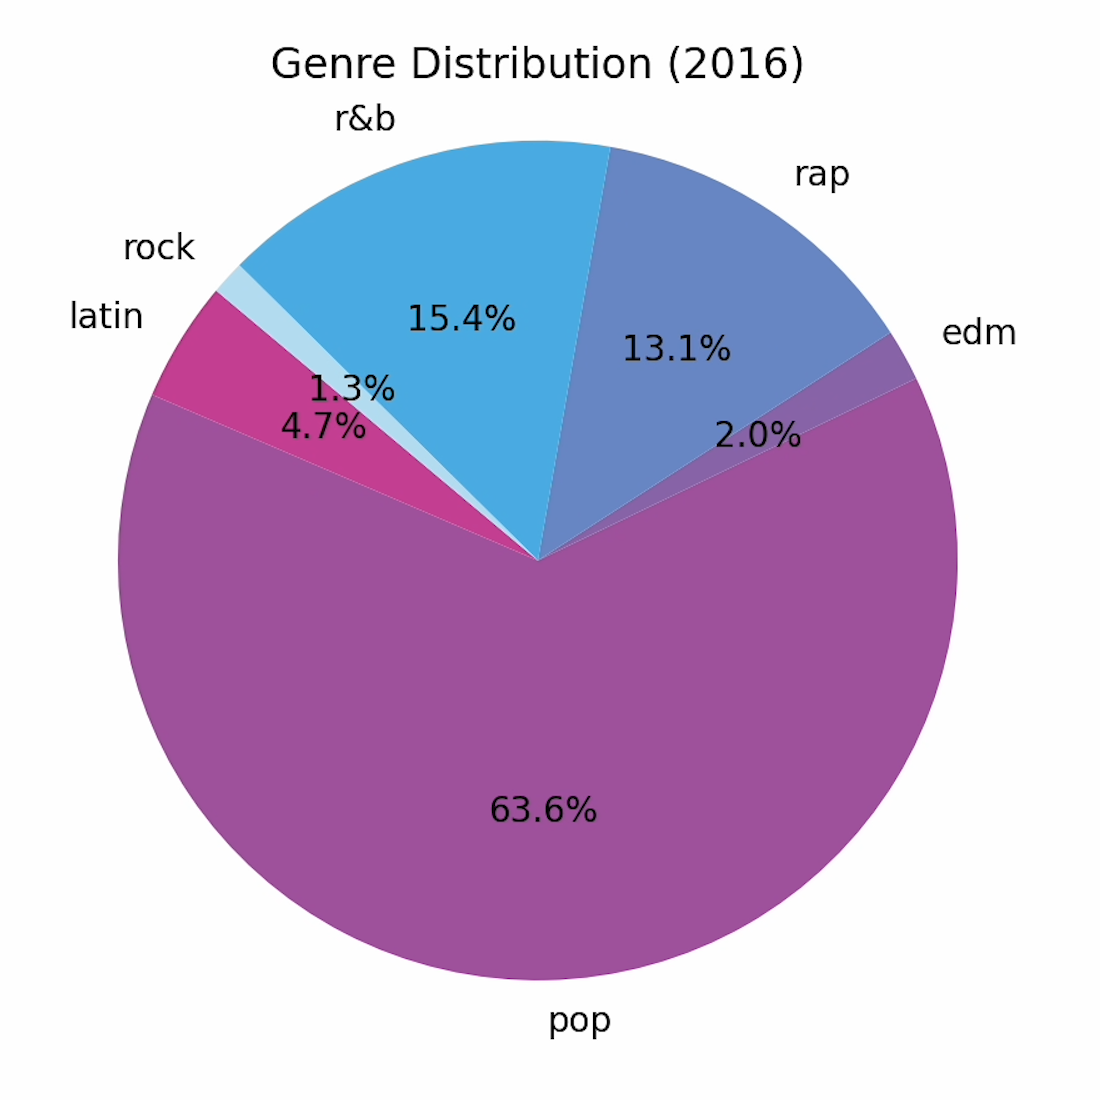 Genre Distribution (2016)
r&b
rap
rock
latin
edm
15.4%
13.1%
1.3%
4.7%
2.0%
63.6%
pop